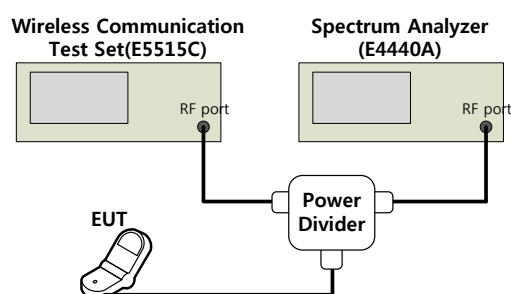 Wireless Communication
Test Set(E5515C)
Spectrum Analyzer
(E4440A)
RF port
RF port
Power
Divider
EUT